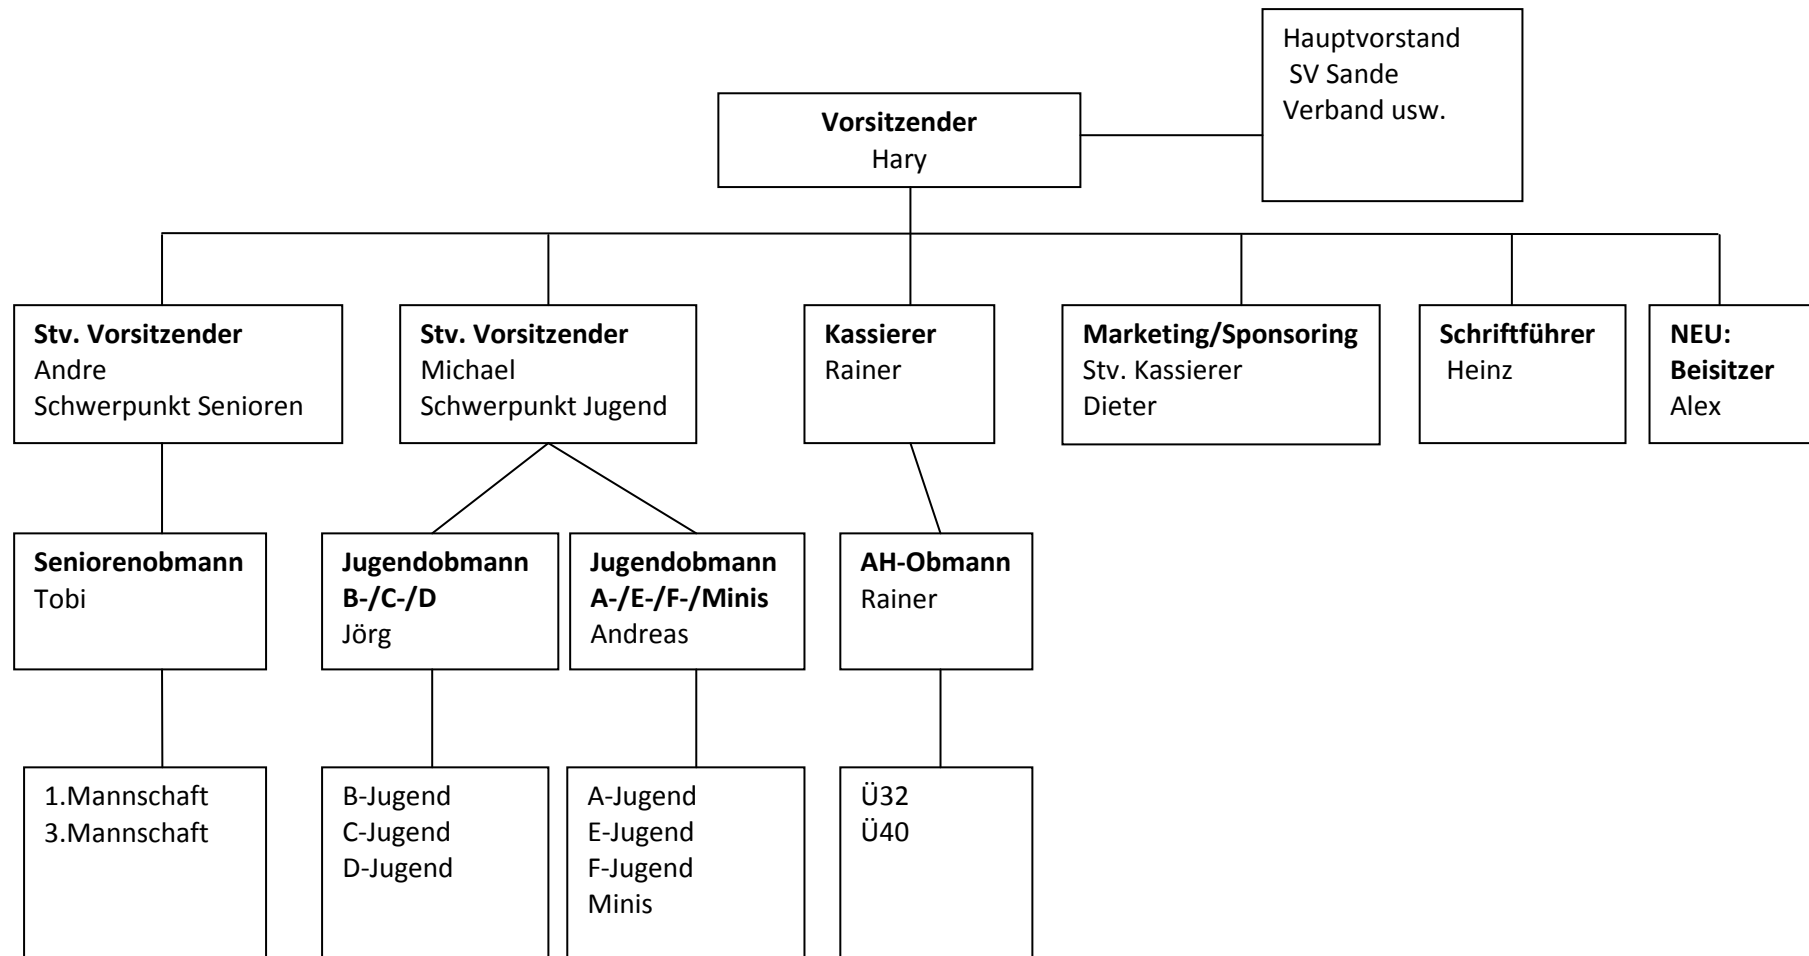 Hauptvorstand
SV Sande
Verband usw.
Vorsitzender
Hary
Stv. Vorsitzender
Andre
Schwerpunkt Senioren
Stv. Vorsitzender
Michael
Schwerpunkt Jugend
Kassierer
Rainer
Marketing/Sponsoring
Stv. Kassierer
Dieter
Schriftführer
Heinz
NEU:
Beisitzer
Alex
Seniorenobmann
Tobi
Jugendobmann
B-/C-/D
Jörg
Jugendobmann
A-/E-/F-/Minis
Andreas
AH-Obmann
Rainer
1.Mannschaft
3.Mannschaft
B-Jugend
C-Jugend
D-Jugend
A-Jugend
E-Jugend
F-Jugend
Minis
Ü32
Ü40